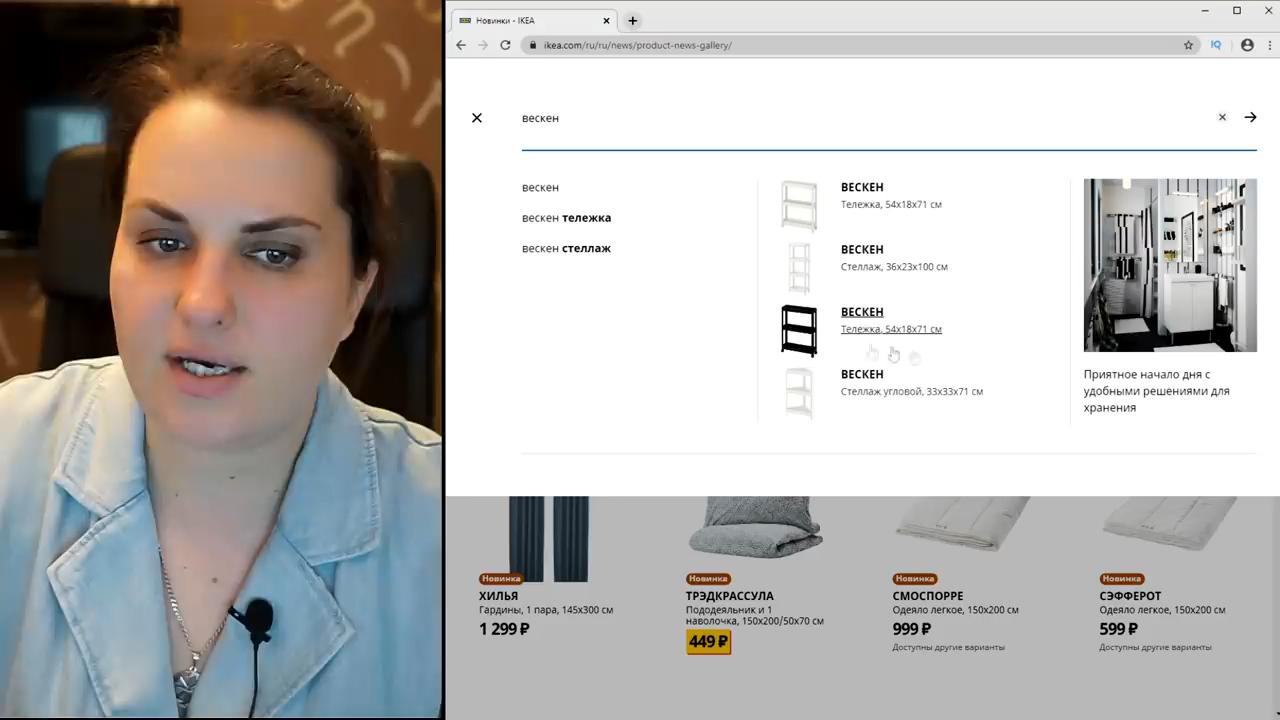 Новинки - IKEA
ikea.com/ru/ru/news/product-news-gallery/
вескен
вескен
вескен тележка
вескен стеллаж
ВЕСКЕН
Тележка, 54x18x71 см
ВЕСКЕН
Стеллаж, 36x23x100 см
ВЕСКЕН
Тележка, 54x18x71 см
ВЕСКЕН
Стеллаж угловой, 33x33x71 см
Приятное начало дня с
удобными решениями для
хранения
Новинка
ХИЛЬЯ
Гардины, 1 пара, 145x300 см
1 299 ₽
Новинка
ТРЭДКРАССУЛА
Пододеяльник и 1
наволочка, 150x200/50x70 см
449 ₽
Новинка
СМОСПОРРЕ
Одеяло легкое, 150x200 см
999 ₽
Доступны другие варианты
Новинка
СЭФФЕРОТ
Одеяло легкое, 150x200 см
599 ₽
Доступны другие варианты